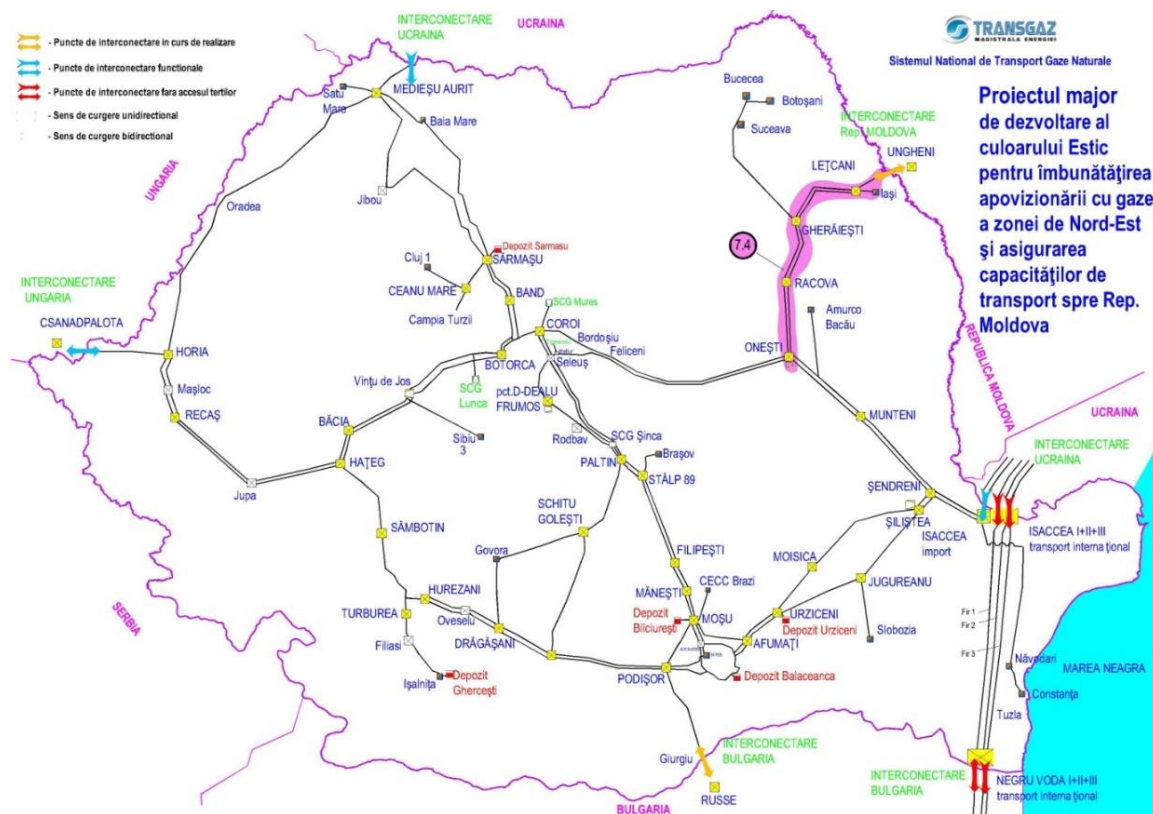 UCRAINA
INTERCONECTARE
UCRAINA
TRANSGAZ
MAGISTRALA ENERGIEI
Sistemul National de Transport Gaze Naturale
- Puncte de interconectare in curs de realizare
- Puncte de interconectare functionale
- Puncte de interconectare fara accesul tertilor
- Sens de curgere unidirectional
- Sens de curgere bidirectional
Proiectul major
de dezvoltare al
culoarului Estic
pentru îmbunătăţirea
apovizionării cu gaze
a zonei de Nord-Est
şi asigurarea
capacităţilor de
transport spre Rep.
Moldova
MEDIEŞU AURIT
Satu
Mare
Baia Mare
Bucecea
Botoşani
Suceava
INTERCONECTARE
Rep. MOLDOVA
UNGHENI
LEŢCANI
Iaşi
UNGARIA
Oradea
Jibou
GHERĂIEŞTI
7.4
Depozit Sarmasu
SĂRMAŞU
Cluj 1
CEANU MARE
Campia Turzii
BAND
RACOVA
INTERCONECTARE
UNGARIA
CSANADPALOTA
HORIA
Maşloc
RECAŞ
SCG Mures
COROI
Bordoşiu
Feliceni
Seleuş
BOTORCA
SCG
Lunca
Vinţu de Jos
pct.D-DEALU
FRUMOS
Amurco
Bacău
ONEŞTI
REPUBLICA MOLDOVA
UCRAINA
MUNTENI
BĂCIA
Sibiu
3
Rodbav
SCG Şinca
PALTIN
Braşov
STÂLP 89
HAŢEG
Jupa
INTERCONECTARE
UCRAINA
ŞENDRENI
ŞILIŞTEA
ISACCEA
import
ISACCEA I+II+III
transport internaţional
SCHITU
GOLEŞTI
SÂMBOTIN
Govora
FILIPEŞTI
MOISICA
CECC Brazi
MĂNEŞTI
JUGUREANU
HUREZANI
TURBUREA
Oveselu
DRĂGĂŞANI
Depozit
Bilciureşti
MOŞU
URZICENI
Depozit Urziceni
Slobozia
Fir 1
Fir 2
Fir 3
SERBIA
Filiasi
AFUMAŢI
Işalniţa
Depozit
Gherceşti
PODIŞOR
Depozit Balaceanca
Năvodari
MAREA NEAGRA
Constanţa
Tuzla
Giurgiu
INTERCONECTARE
BULGARIA
RUSSE
BULGARIA
INTERCONECTARE
BULGARIA
NEGRU VODA I+II+III
transport internaţional